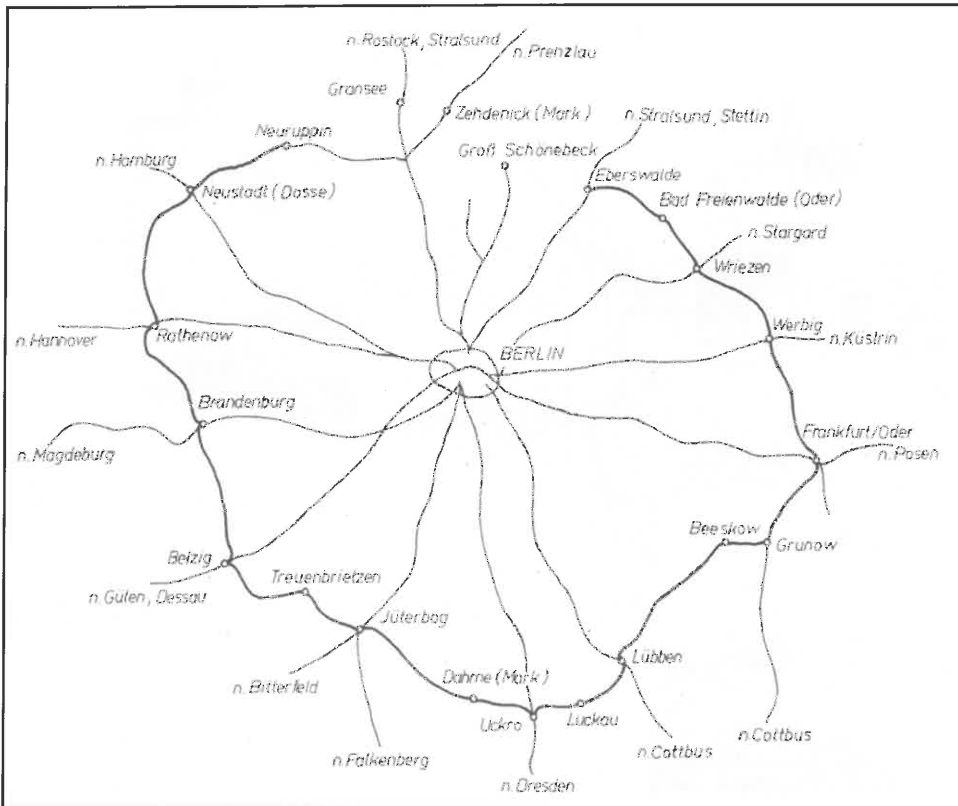 n. Rostock, Stralsund
n. Prenzlau
Gransee
Zehdenick (Mark)
n. Stralsund, Stettin
Neuruppin
Groß Schönebeck
n. Hamburg
Neustadt (Dosse)
Eberswalde
Bad Freienwalde (Oder)
n. Stargard
Wriezen
n. Hannover
Rathenow
BERLIN
Werbig
n. Küstrin
Brandenburg
n. Magdeburg
Frankfurt/Oder
n. Posen
Beeskow
Grunow
Belzig
n. Güten, Dessau
Treuenbrietzen
Jüterbog
n. Bitterfeld
Dahme (Mark)
Lübben
Uckro
Luckau
n. Falkenberg
n. Dresden
n. Cottbus
n. Cottbus